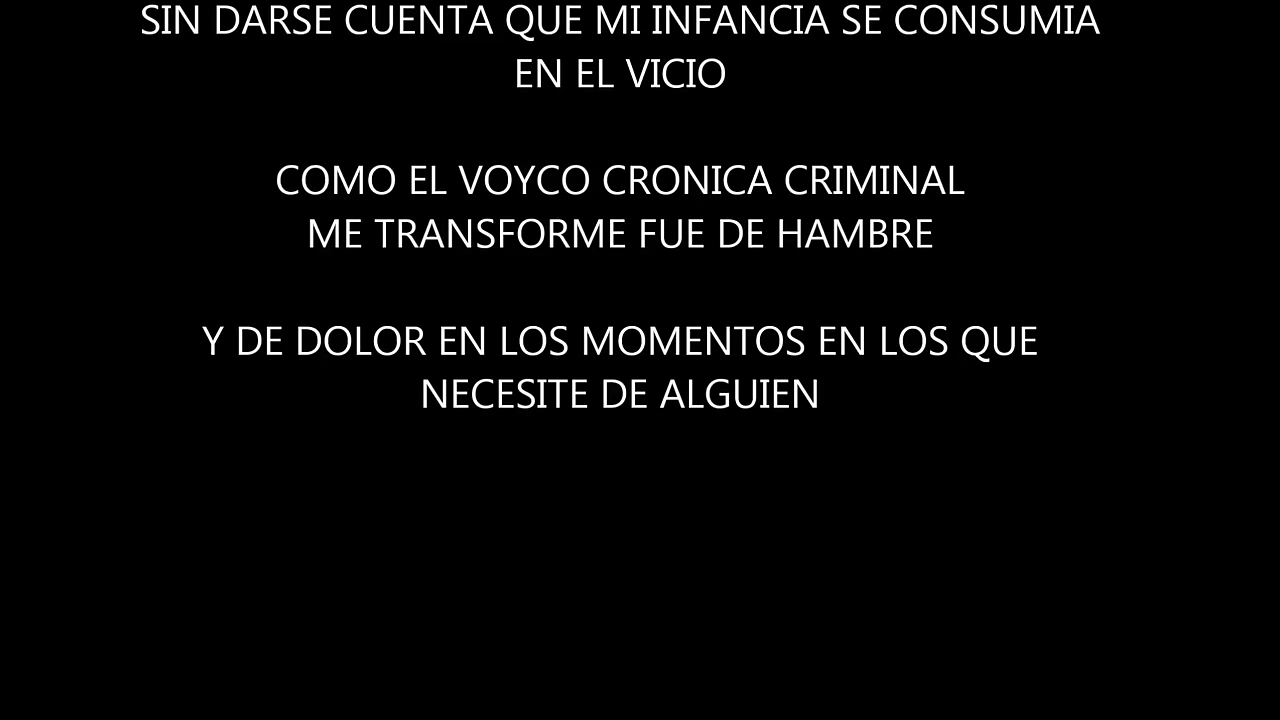 SIN DARSE CUENTA QUE MI INFANCIA SE CONSUMIA
EN EL VICIO
COMO EL VOYCO CRONICA CRIMINAL
ME TRANSFORME FUE DE HAMBRE
Y DE DOLOR EN LOS MOMENTOS EN LOS QUE
NECESITE DE ALGUIEN